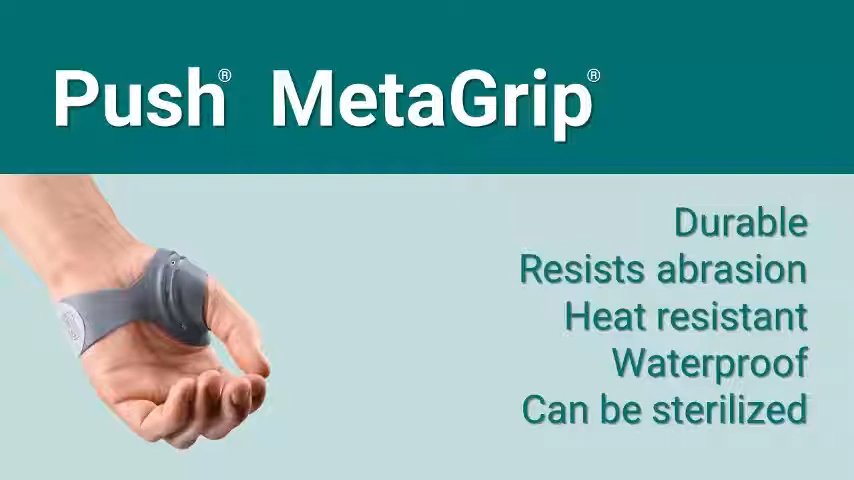 Push® MetaGrip®
Durable
Resists abrasion
Heat resistant
Waterproof
Can be sterilized